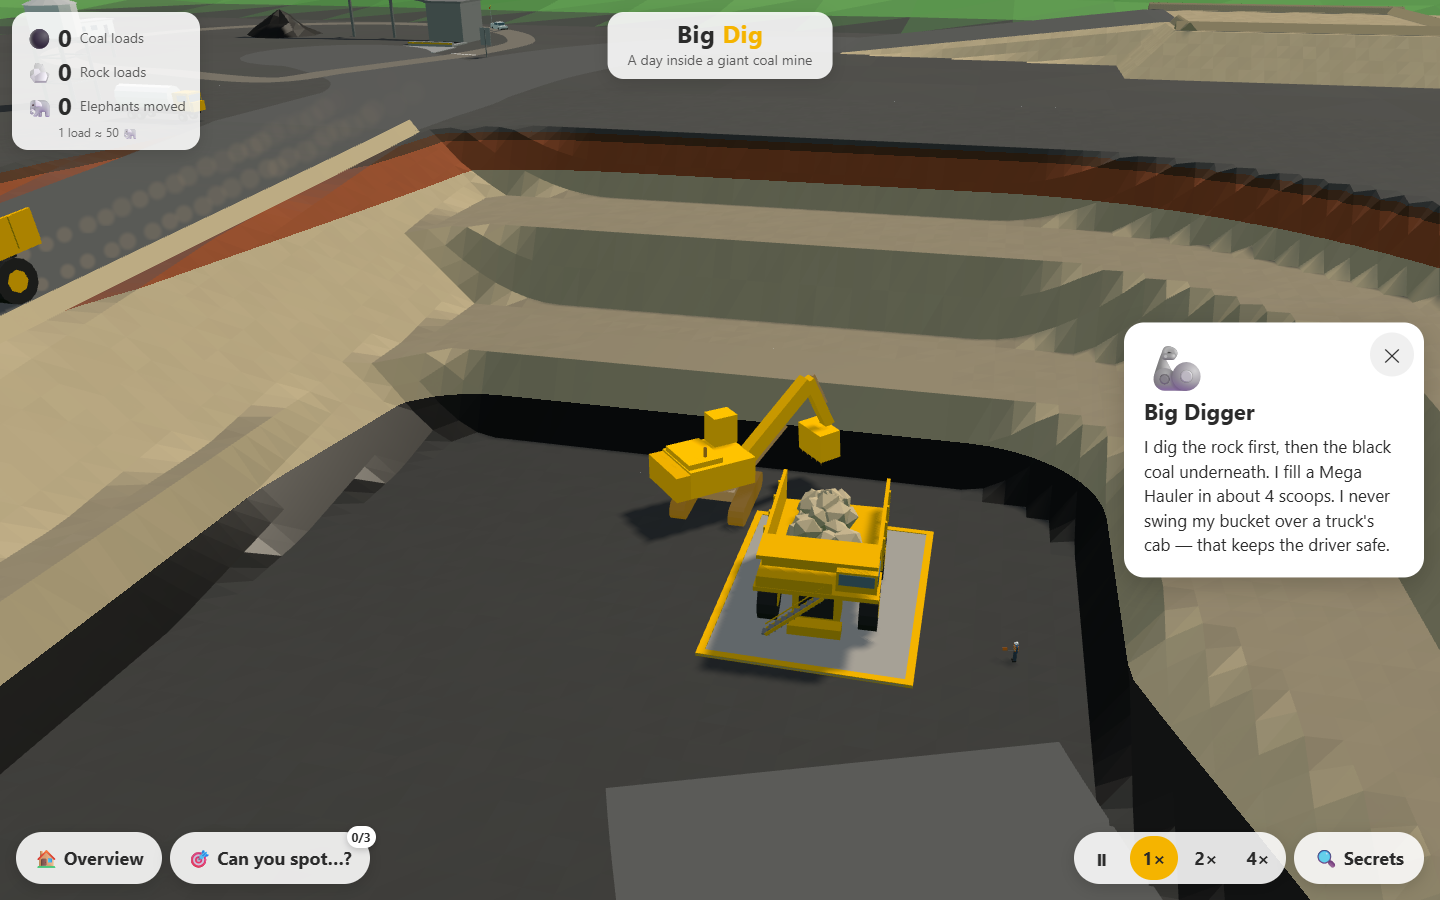 0 Coal loads
0 Rock loads
0 Elephants moved
1 load ≈ 50
Big Dig
A day inside a giant coal mine
Big Digger
I dig the rock first, then the black
coal underneath. I fill a Mega
Hauler in about 4 scoops. I never
swing my bucket over a truck's
cab — that keeps the driver safe.
Overview
Can you spot...?
0/3
1×
2×
4×
Secrets